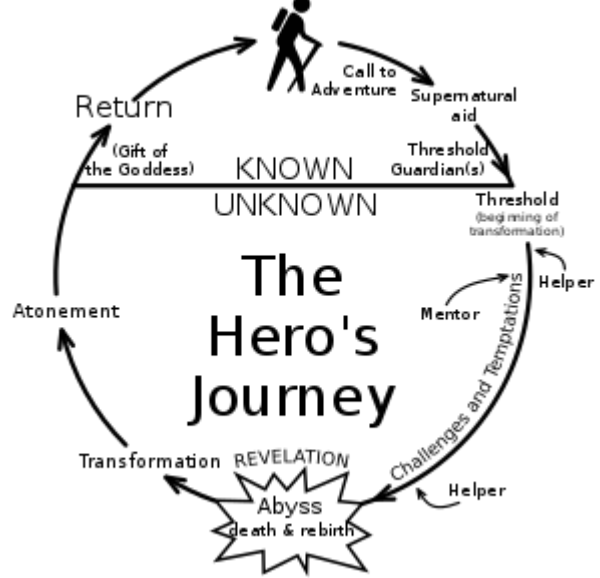 Call to
Adventure
Supernatural
aid
Return
(Gift of
the Goddess)
Threshold
Guardian(s)
KNOWN
UNKNOWN
Threshold
(beginning of
transformation)
Helper
Mentor
Challenges and Temptations
The
Hero's
Journey
Atonement
Transformation
REVELATION
Abyss
death & rebirth
Helper